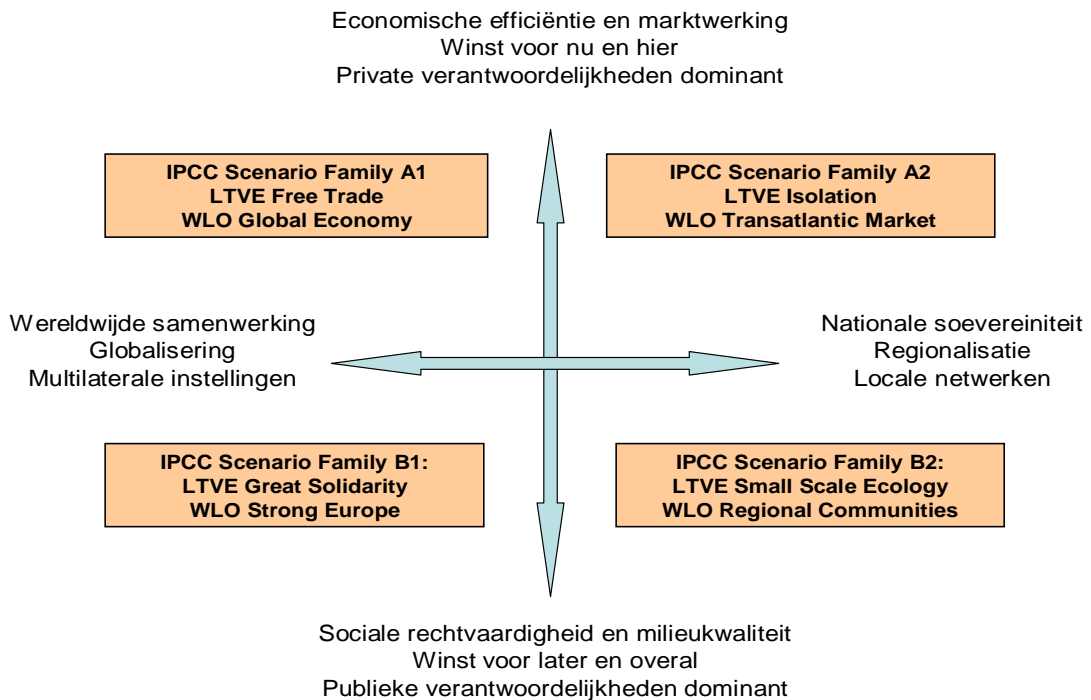 Economische efficiëntie en marktwerking
Winst voor nu en hier
Private verantwoordelijkheden dominant
IPCC Scenario Family A1
LTVE Free Trade
WLO Global Economy
IPCC Scenario Family A2
LTVE Isolation
WLO Transatlantic Market
Wereldwijde samenwerking
Globalisering
Multilaterale instellingen
Nationale soevereiniteit
Regionalisatie
Locale netwerken
IPCC Scenario Family B1:
LTVE Great Solidarity
WLO Strong Europe
IPCC Scenario Family B2:
LTVE Small Scale Ecology
WLO Regional Communities
Sociale rechtvaardigheid en milieukwaliteit
Winst voor later en overal
Publieke verantwoordelijkheden dominant